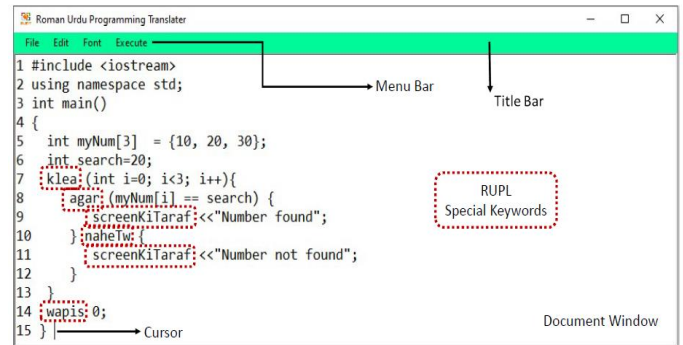 Roman Urdu Programming Translater
File Edit Font Execute
Menu Bar
Title Bar
1 #include <iostream>
2 using namespace std;
3 int main()
4 {
5 int myNum[3] = {10, 20, 30};
6 int search=20;
7 klea (int i=0; i<3; i++){
8 agar (myNum[i] == search) {
9 screenKiTaraf <<"Number found";
10 } naheTw {
11 screenKiTaraf <<"Number not found";
12 }
13 }
14 wapis 0;
15 }
RUPL
Special Keywords
Cursor
Document Window